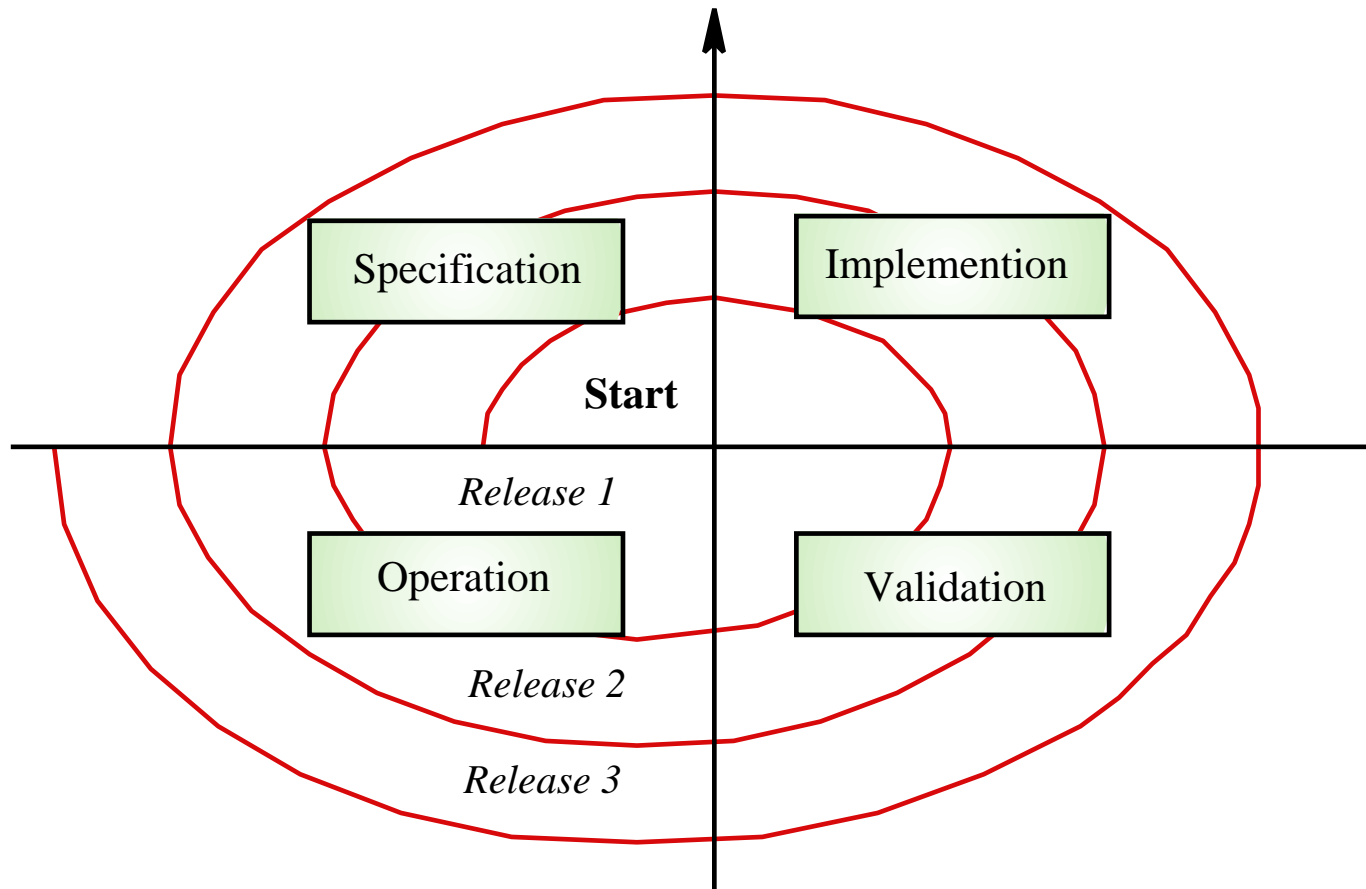 Specification
Implemention
Start
Release 1
Operation
Validation
Release 2
Release 3